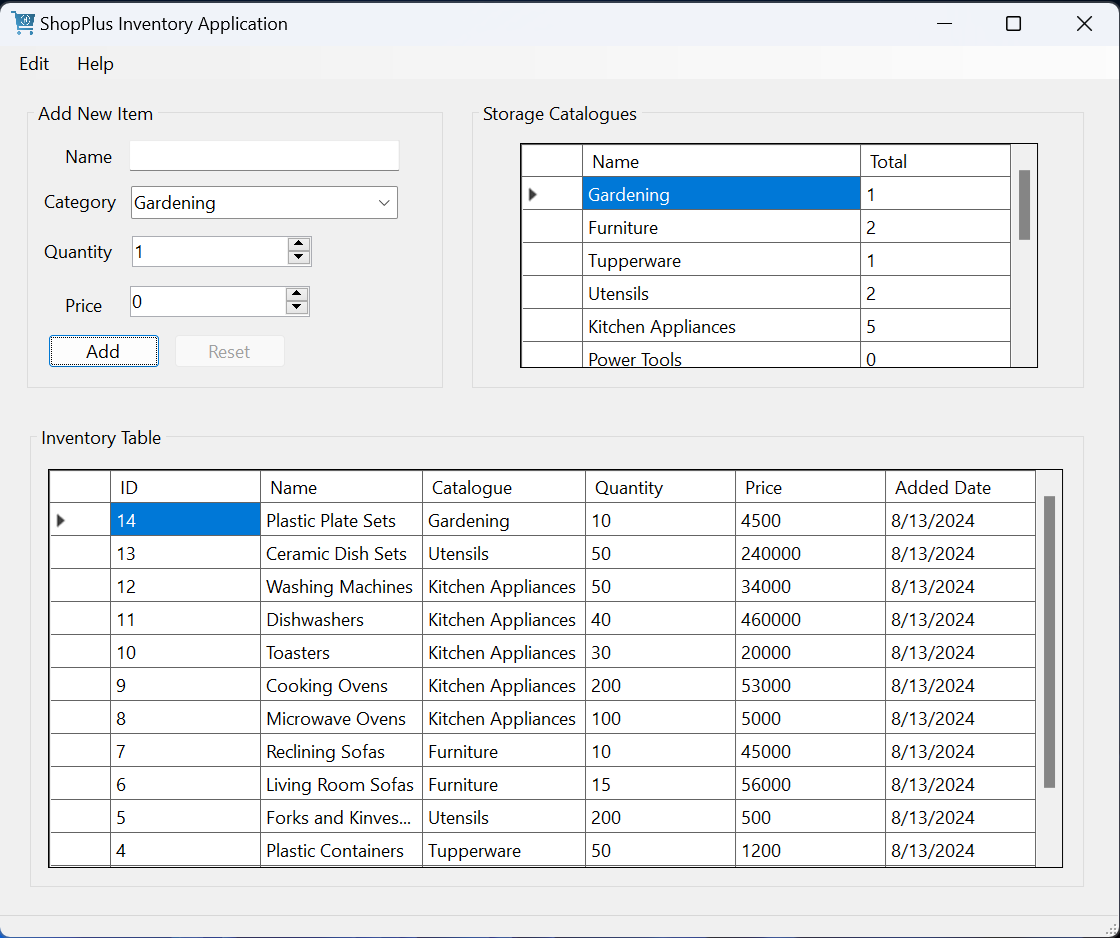 ShopPlus Inventory Application
Edit Help
Add New Item
Name
Category Gardening
Quantity 1
Price 0
Add Reset
Storage Catalogues
Name Total
Gardening 1
Furniture 2
Tupperware 1
Utensils 2
Kitchen Appliances 5
Power Tools 0
Inventory Table
ID Name Catalogue Quantity Price Added Date
14 Plastic Plate Sets Gardening 10 4500 8/13/2024
13 Ceramic Dish Sets Utensils 50 240000 8/13/2024
12 Washing Machines Kitchen Appliances 50 34000 8/13/2024
11 Dishwashers Kitchen Appliances 40 460000 8/13/2024
10 Toasters Kitchen Appliances 30 20000 8/13/2024
9 Cooking Ovens Kitchen Appliances 200 53000 8/13/2024
8 Microwave Ovens Kitchen Appliances 100 5000 8/13/2024
7 Reclining Sofas Furniture 10 45000 8/13/2024
6 Living Room Sofas Furniture 15 56000 8/13/2024
5 Forks and Kinves... Utensils 200 500 8/13/2024
4 Plastic Containers Tupperware 50 1200 8/13/2024